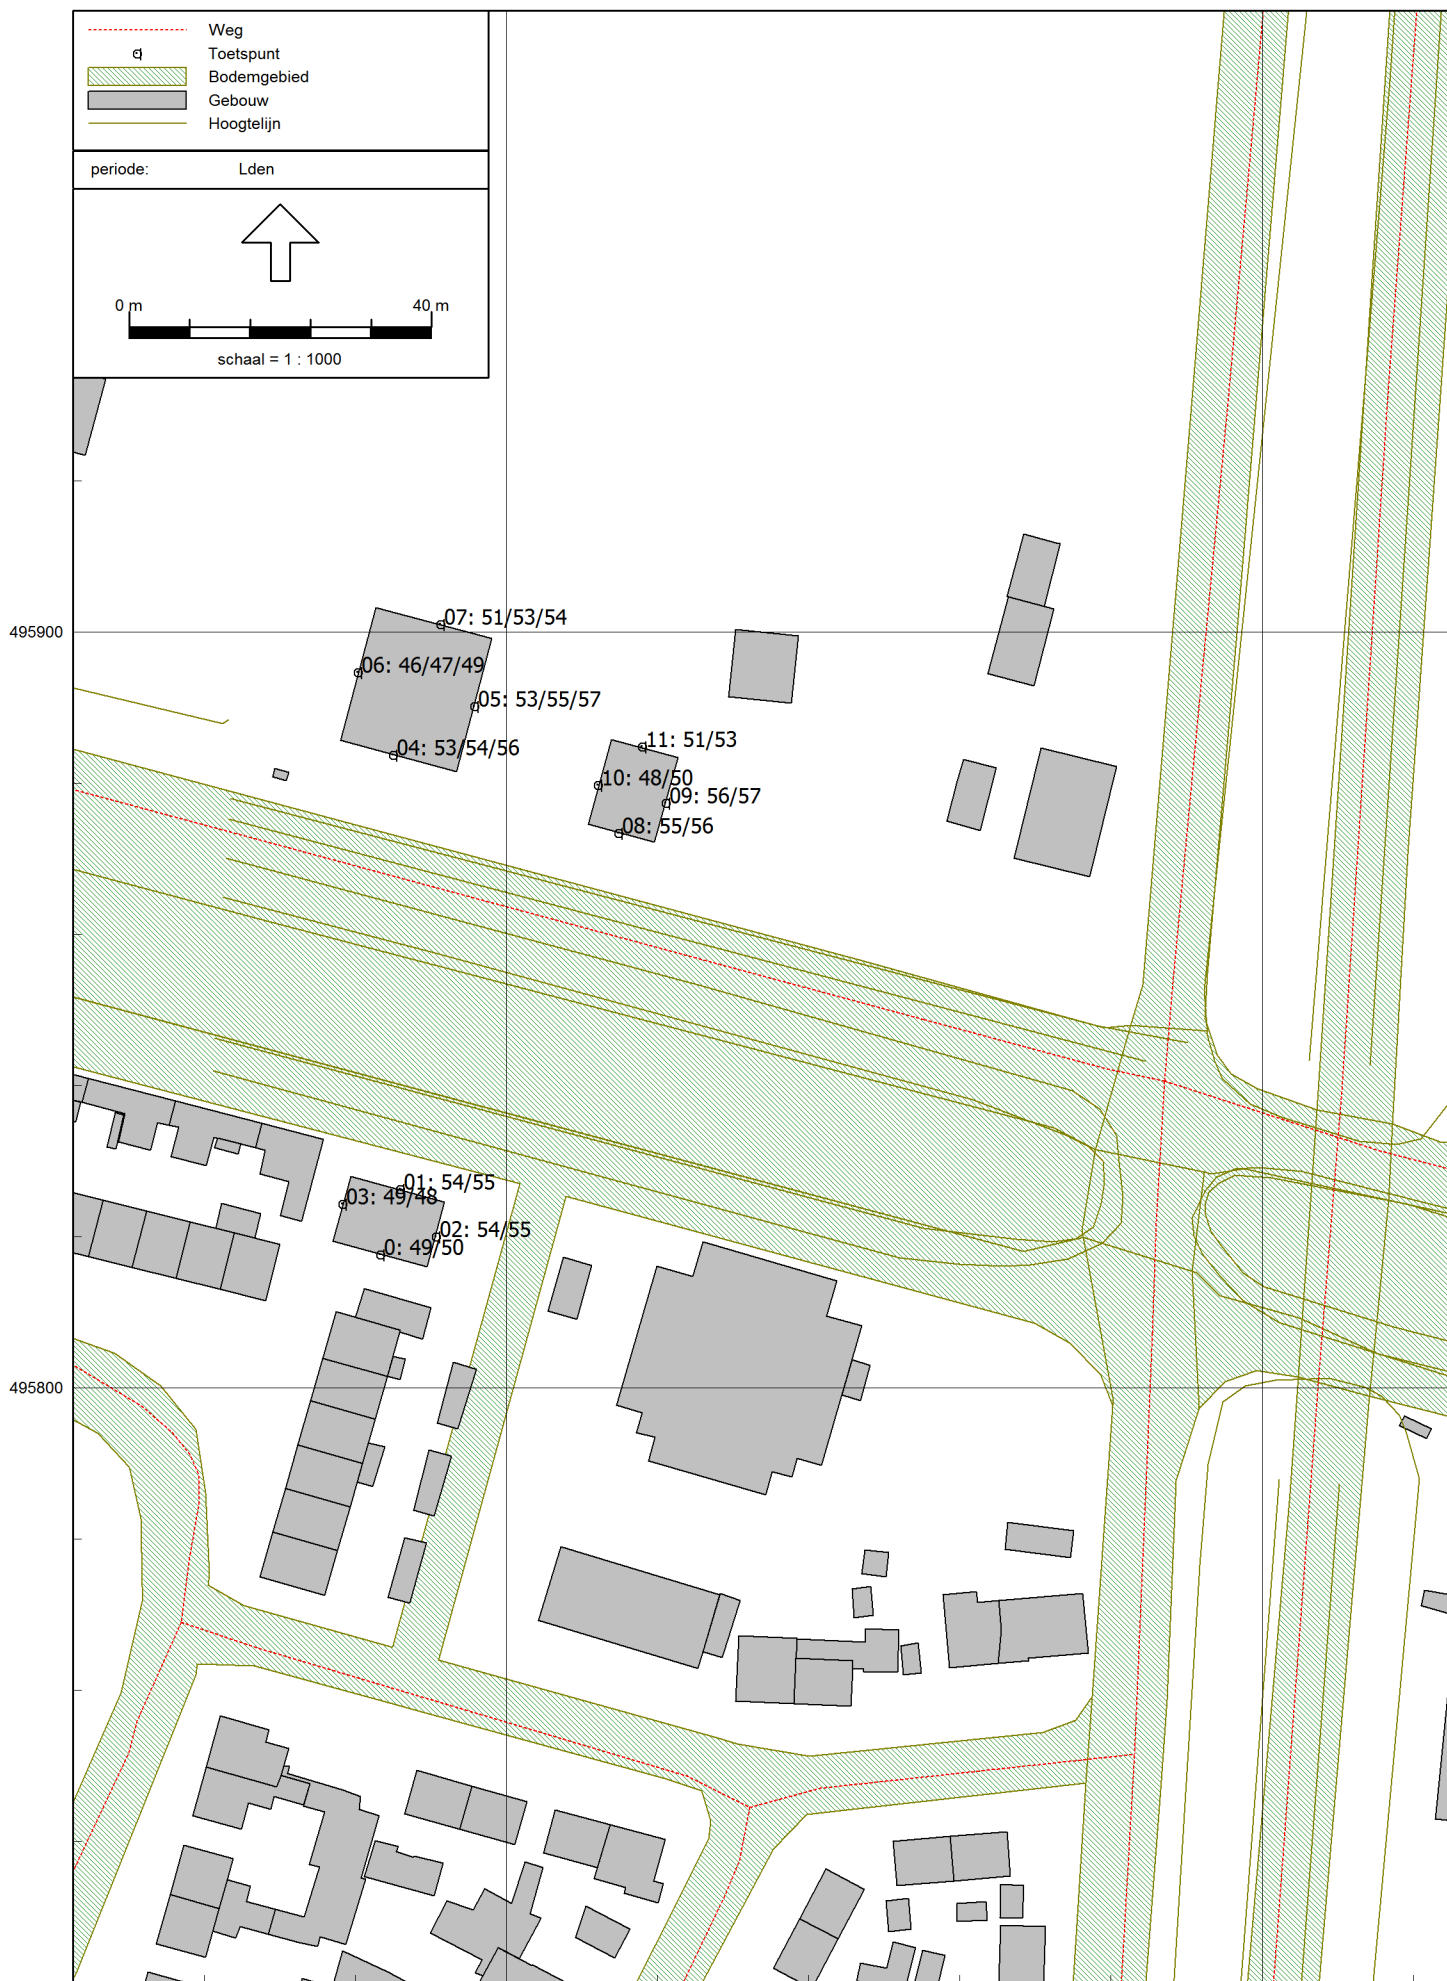 Weg
Toetspunt
Bodemgebied
Gebouw
Hoogtelijn
periode: Lden
0 m 40 m
schaal = 1 : 1000
07: 51/53/54
495900
06: 46/47/49
05: 53/55/57
04: 53/54/56
11: 51/53
10: 48/50
09: 56/57
08: 55/56
01: 54/55
03: 49/48
02: 54/55
0: 49/50
495800